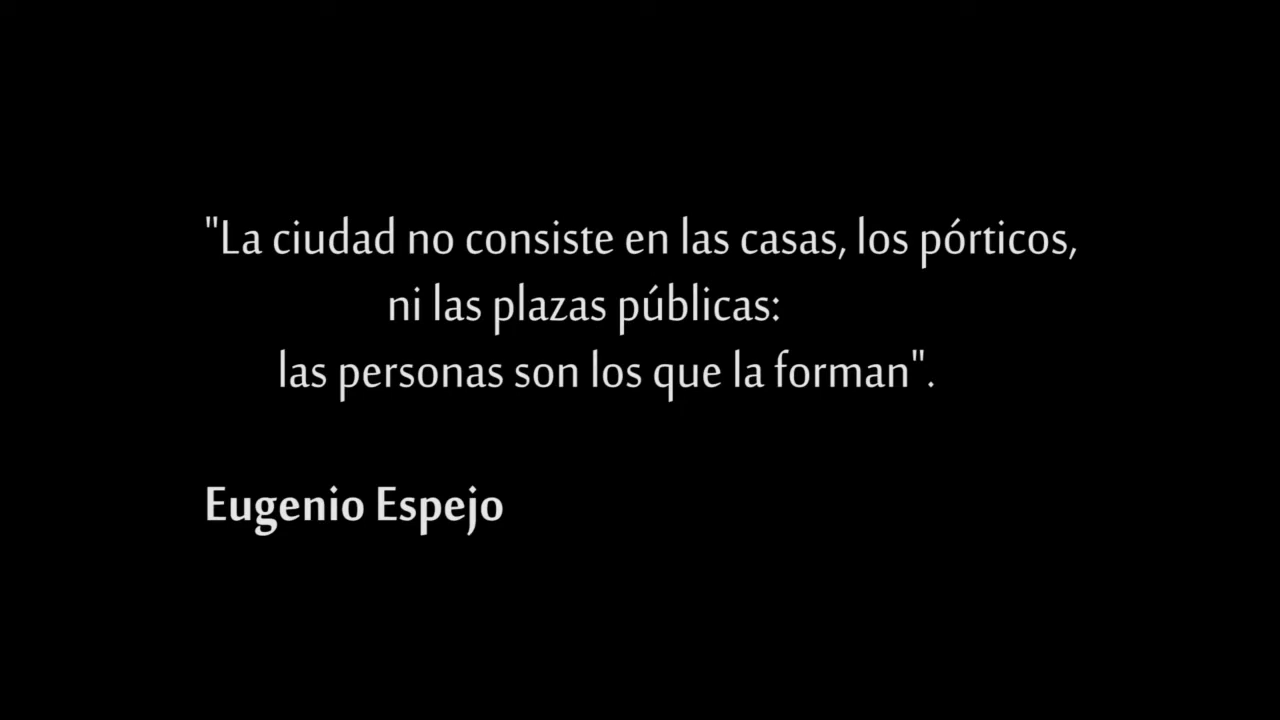 "La ciudad no consiste en las casas, los pórticos,
ni las plazas públicas:
las personas son los que la forman".
Eugenio Espejo